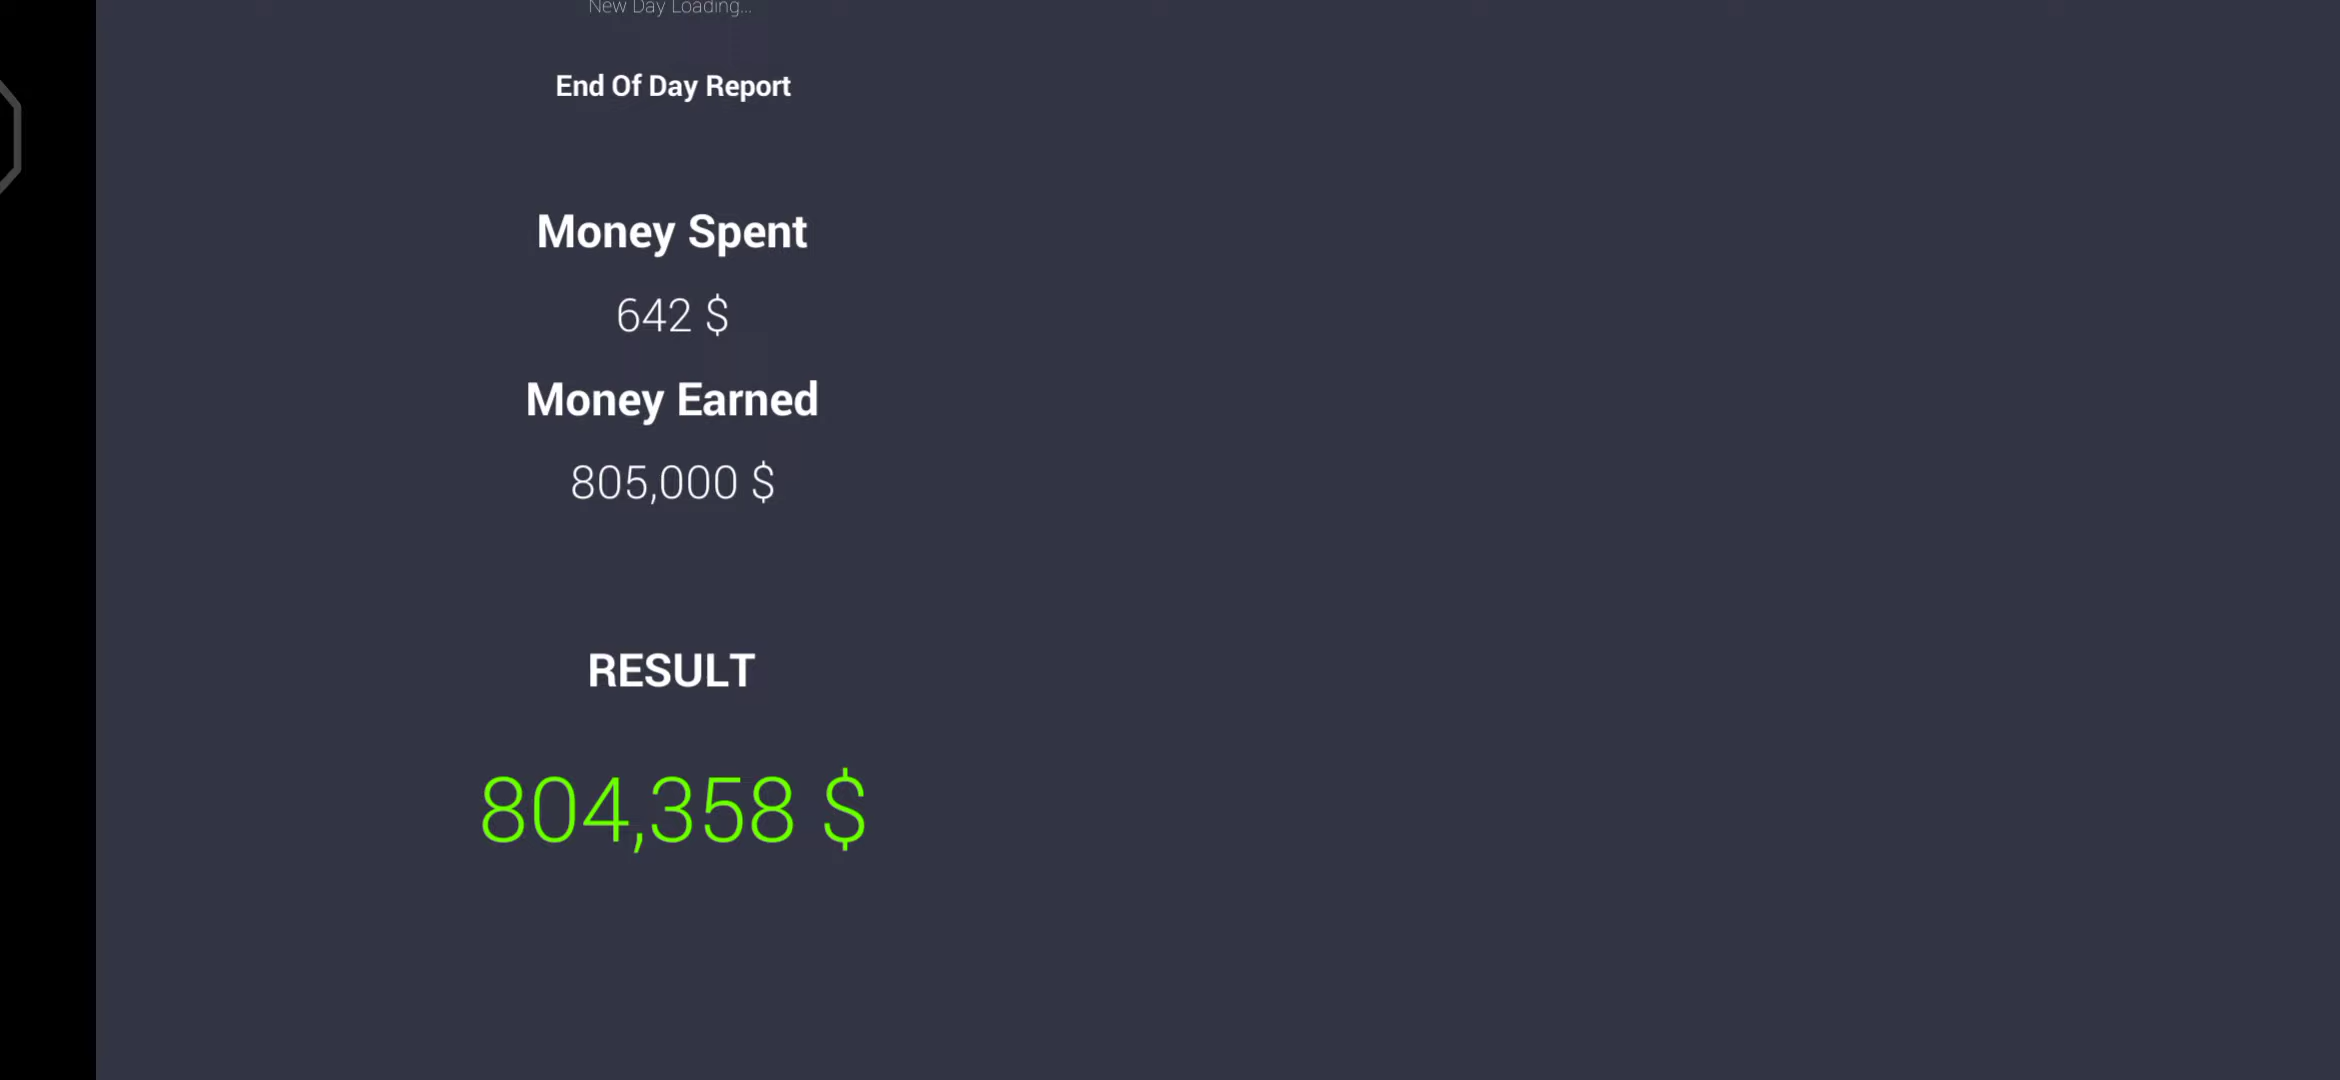 New Day Loading...
End Of Day Report
Money Spent
642 $
Money Earned
805,000 $
RESULT
804,358 $